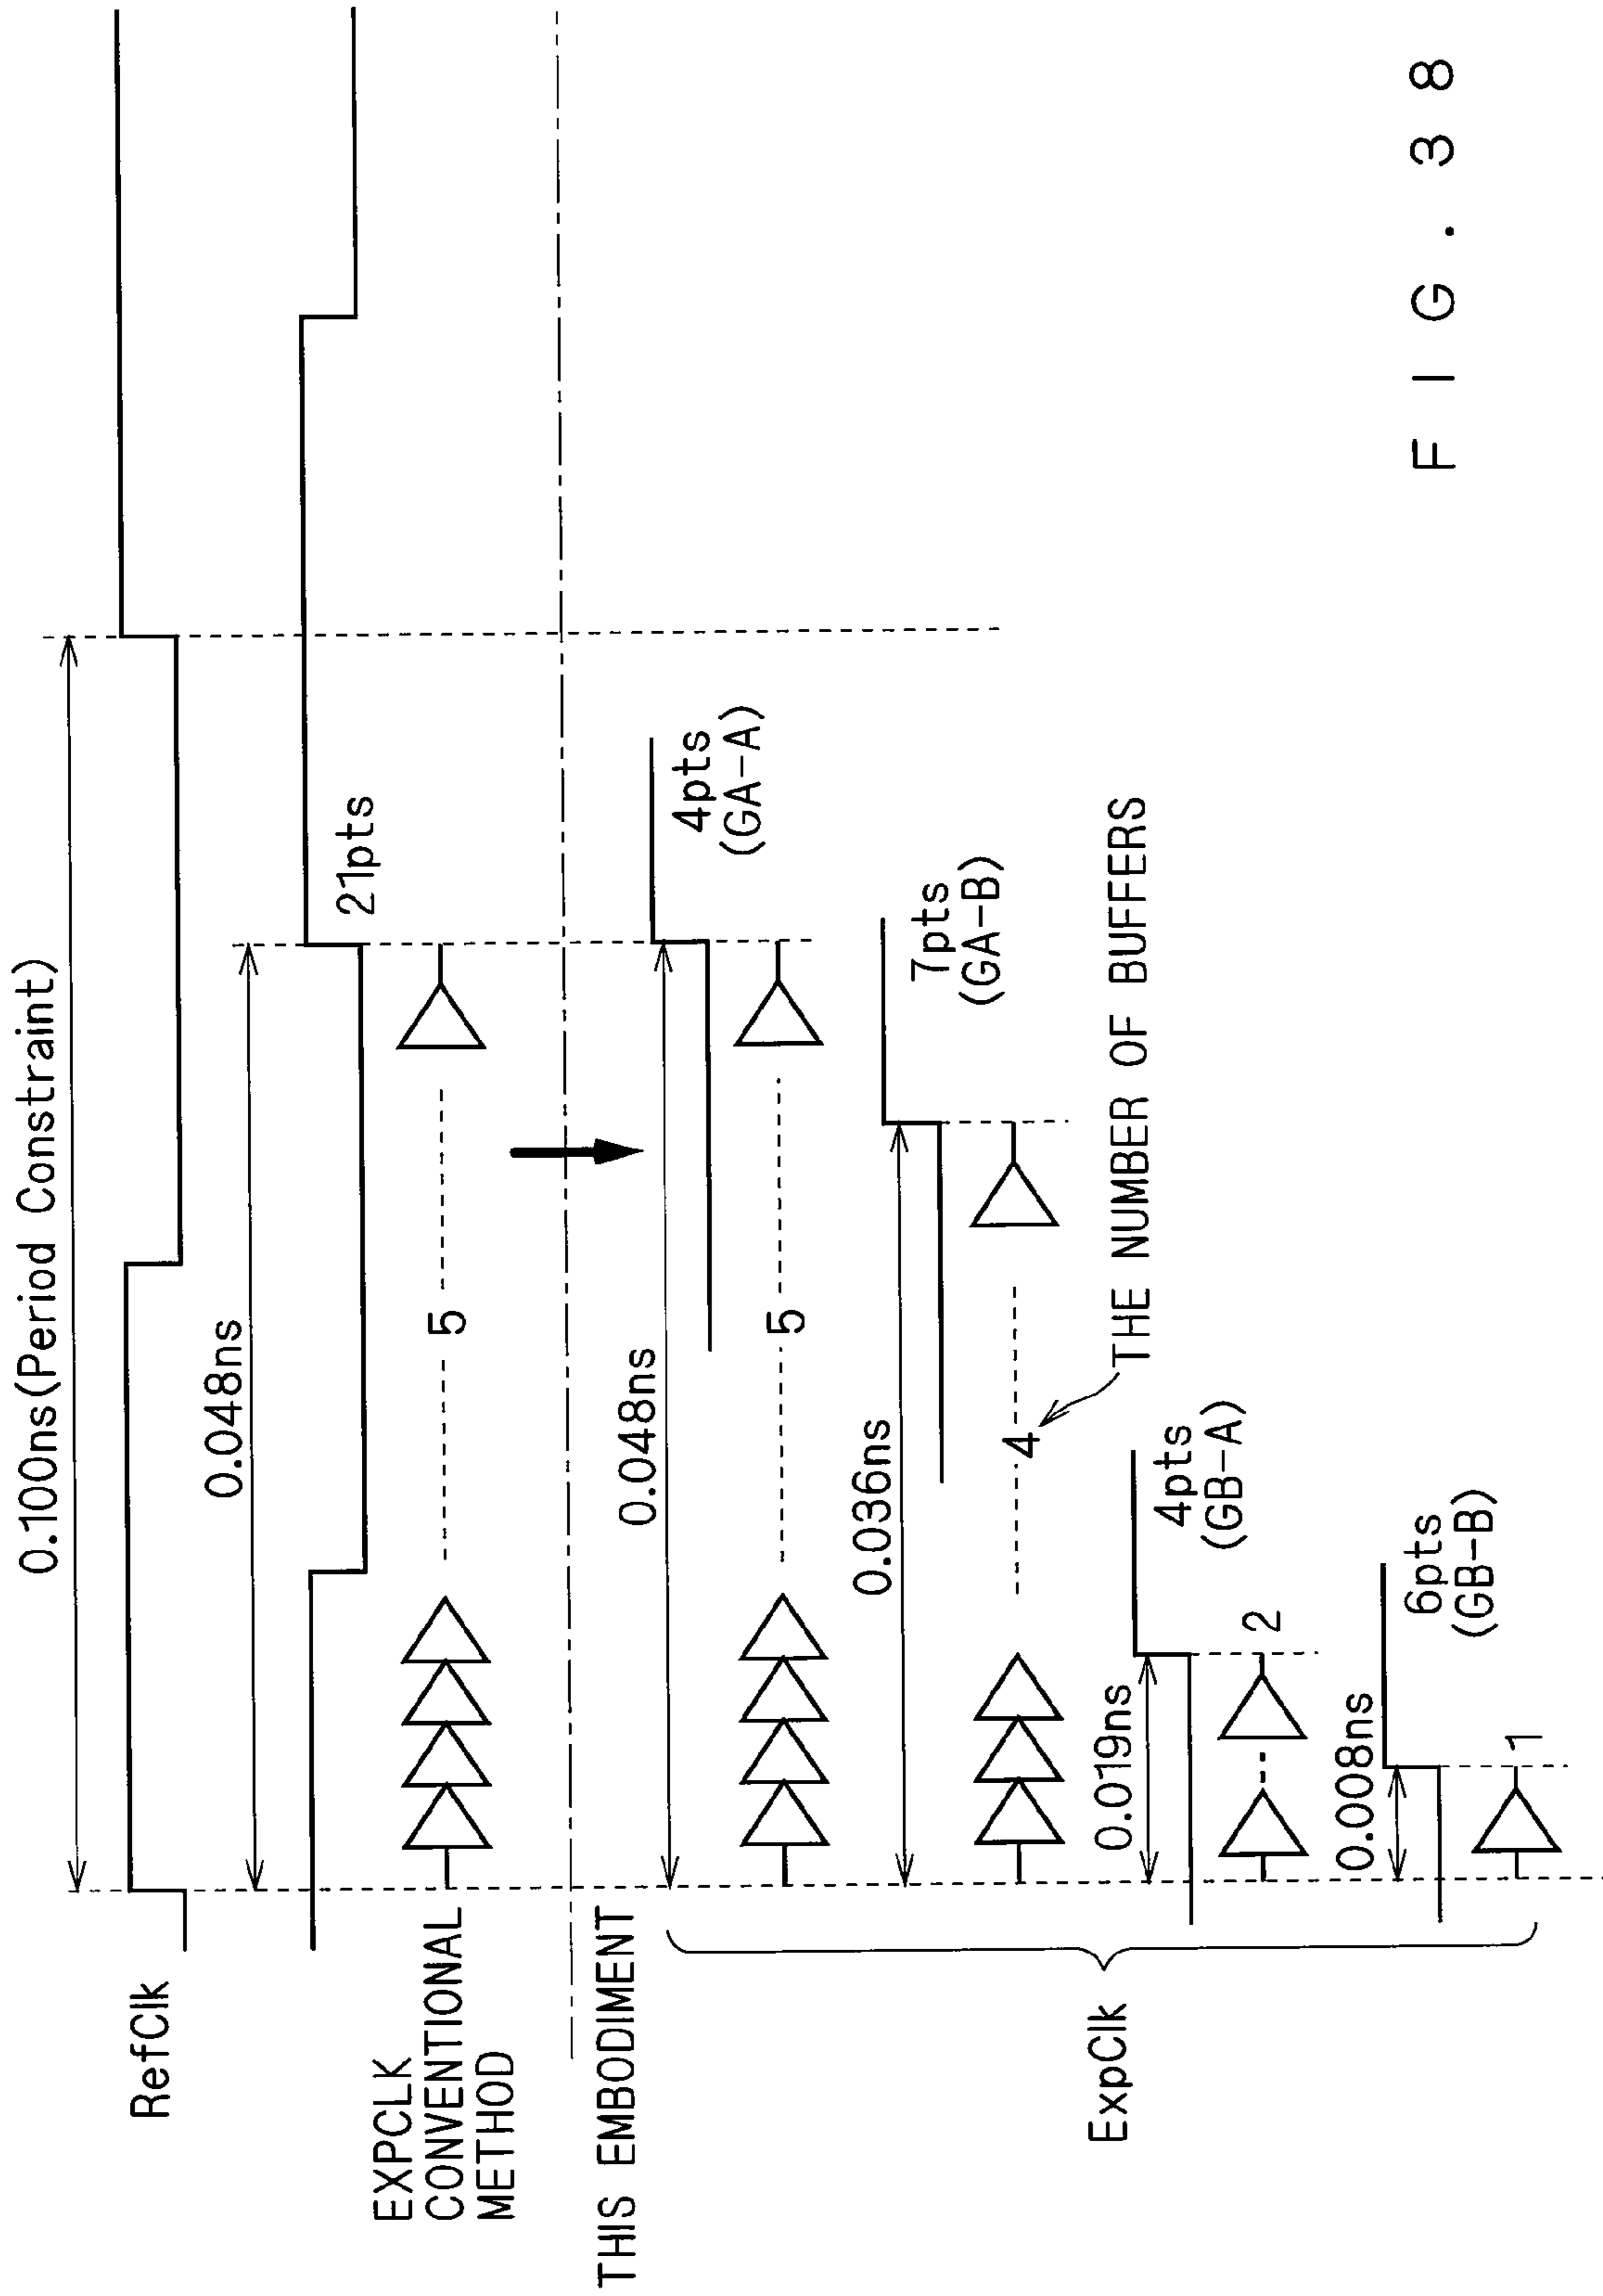 0.100ns(Period Constraint)
RefClk
0.048ns
21pts
EXPCLK
CONVENTIONAL
METHOD
5
THIS EMBODIMENT
0.048ns
4pts
(GA-A)
5
0.036ns
7pts
(GA-B)
4
THE NUMBER OF BUFFERS
ExpClk
0.019ns
4pts
(GB-A)
2
0.008ns
6pts
(GB-B)
1
FIG. 38